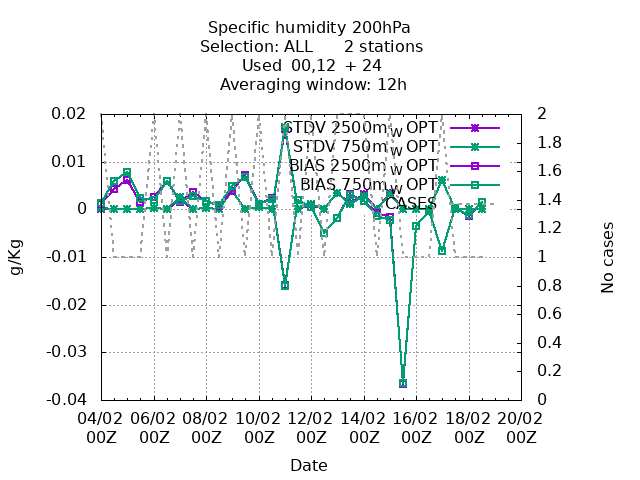 Specific humidity 200hPa
Selection: ALL 2 stations
Used 00,12 + 24
Averaging window: 12h
0.02 2
STDV 2500m_W OPT
1.8
STDV 750m_W OPT
0.01 1.6
BIAS 2500m_W OPT
BIAS 750m_W OPT
1.4
CASES
0
1.2
g/Kg
-0.01 1
No cases
0.8
-0.02
0.6
-0.03
0.4
0.2
-0.04 0
04/02 06/02 08/02 10/02 12/02 14/02 16/02 18/02 20/02
00Z 00Z 00Z 00Z 00Z 00Z 00Z 00Z 00Z
Date